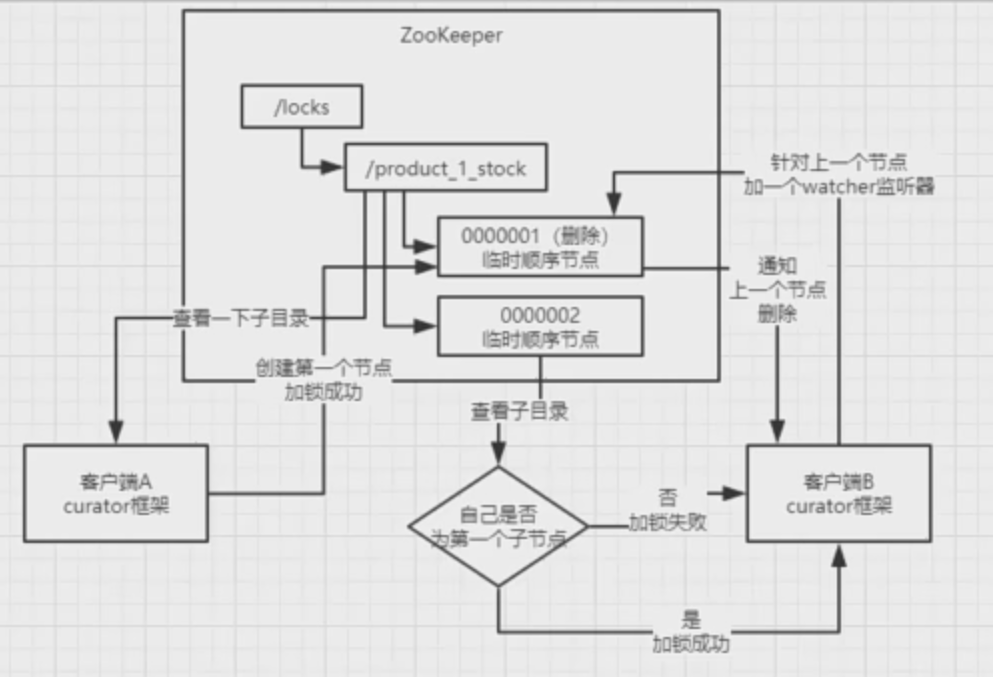 ZooKeeper
/locks
/product_1_stock
针对上一个节点
加一个watcher监听器
0000001（删除）
临时顺序节点
通知
上一个节点
删除
0000002
临时顺序节点
查看一下子目录
创建第一个节点
加锁成功
查看子目录
客户端A
curator框架
自己是否
为第一个子节点
否
加锁失败
客户端B
curator框架
是
加锁成功